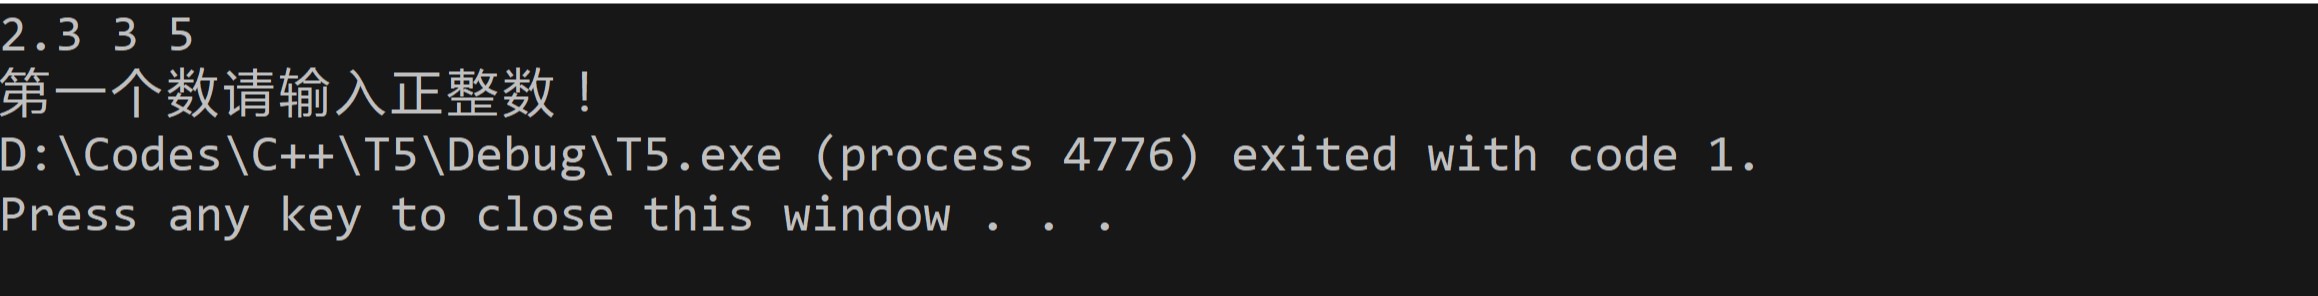 2.3 3 5
第一个数请输入正整数！
D:\Codes\C++\T5\Debug\T5.exe (process 4776) exited with code 1.
Press any key to close this window . . .